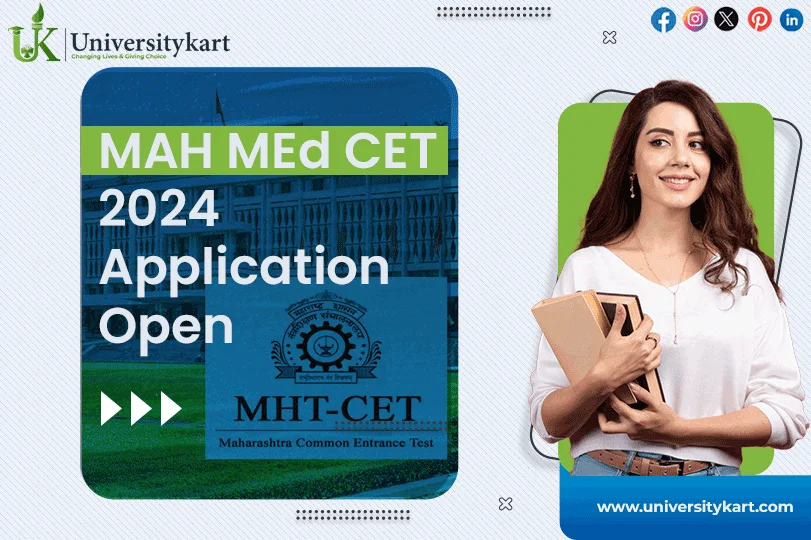 UK
Universitykart
Changing Lives & Giving Choice
MAH MEd CET
2024
Application
Open
MHT-CET
Maharashtra Common Entrance Test
www.universitykart.com